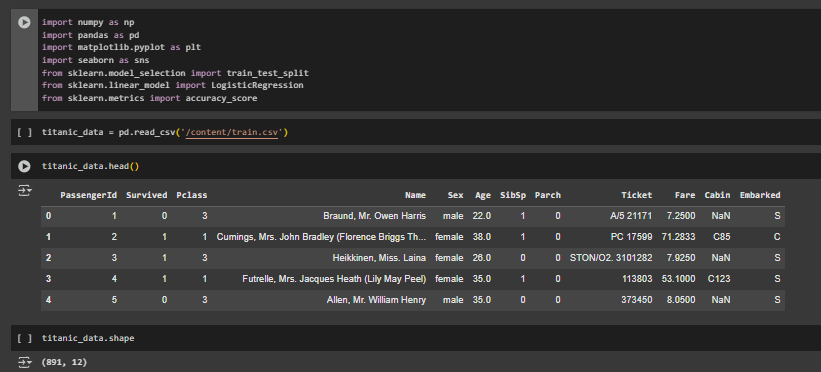 import numpy as np
import pandas as pd
import matplotlib.pyplot as plt
import seaborn as sns
from sklearn.model_selection import train_test_split
from sklearn.linear_model import LogisticRegression
from sklearn.metrics import accuracy_score
[ ] titanic_data = pd.read_csv('/content/train.csv')
titanic_data.head()
PassengerId Survived Pclass Name Sex Age SibSp Parch Ticket Fare Cabin Embarked
0 1 0 3 Braund, Mr. Owen Harris male 22.0 1 0 A/5 21171 7.2500 NaN S
1 2 1 1 Cumings, Mrs. John Bradley (Florence Briggs Th... female 38.0 1 0 PC 17599 71.2833 C85 C
2 3 1 3 Heikkinen, Miss. Laina female 26.0 0 0 STON/O2. 3101282 7.9250 NaN S
3 4 1 1 Futrelle, Mrs. Jacques Heath (Lily May Peel) female 35.0 1 0 113803 53.1000 C123 S
4 5 0 3 Allen, Mr. William Henry male 35.0 0 0 373450 8.0500 NaN S
[ ] titanic_data.shape
(891, 12)